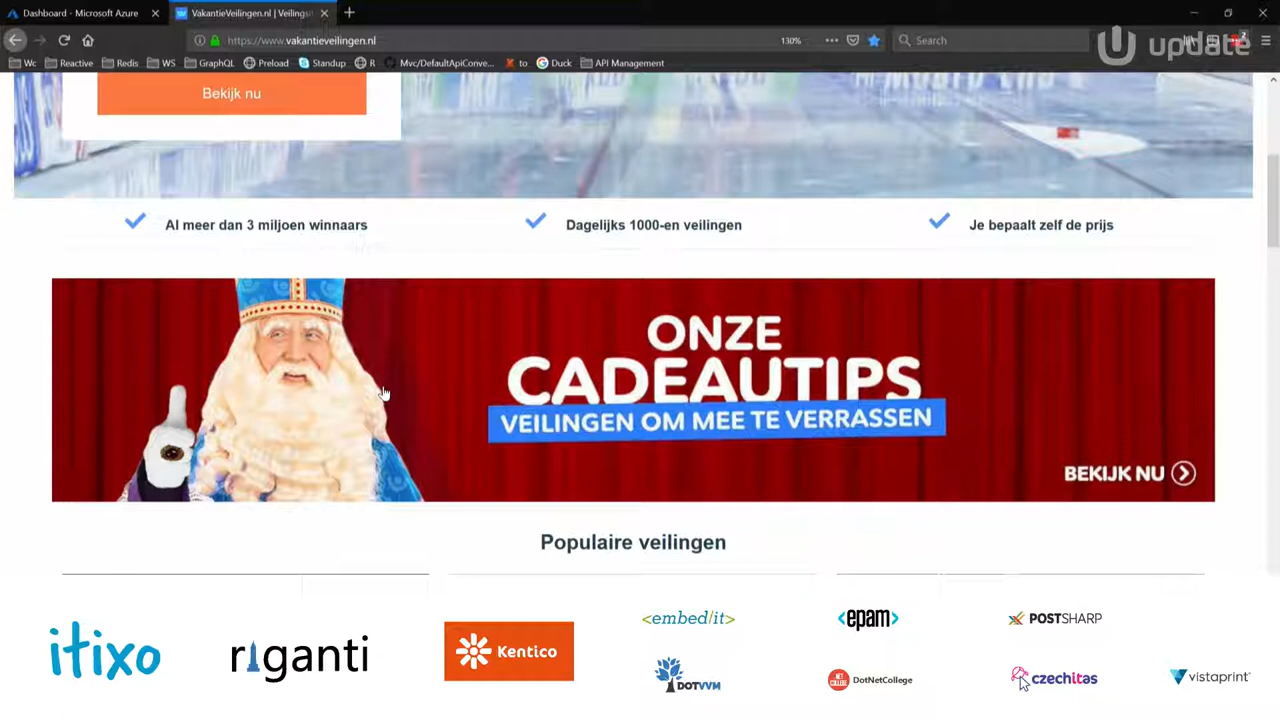 Dashboard - Microsoft Azure
VakantieVeilingen.nl | Veilingsit
https://www.vakantieveilingen.nl
130%
Search
update
Wc
Reactive
Redis
WS
GraphQL
Preload
Standup
R
Mvc/DefaultApiConve...
to
Duck
API Management
Bekijk nu
Al meer dan 3 miljoen winnaars
Dagelijks 1000-en veilingen
Je bepaalt zelf de prijs
ONZE
CADEAUTIPS
VEILINGEN OM MEE TE VERRASSEN
BEKIJK NU
Populaire veilingen
itixo
riganti
Kentico
<embed/it>
<epam>
POSTSHARP
DOTVVM
DotNetCollege
czechitas
vistaprint